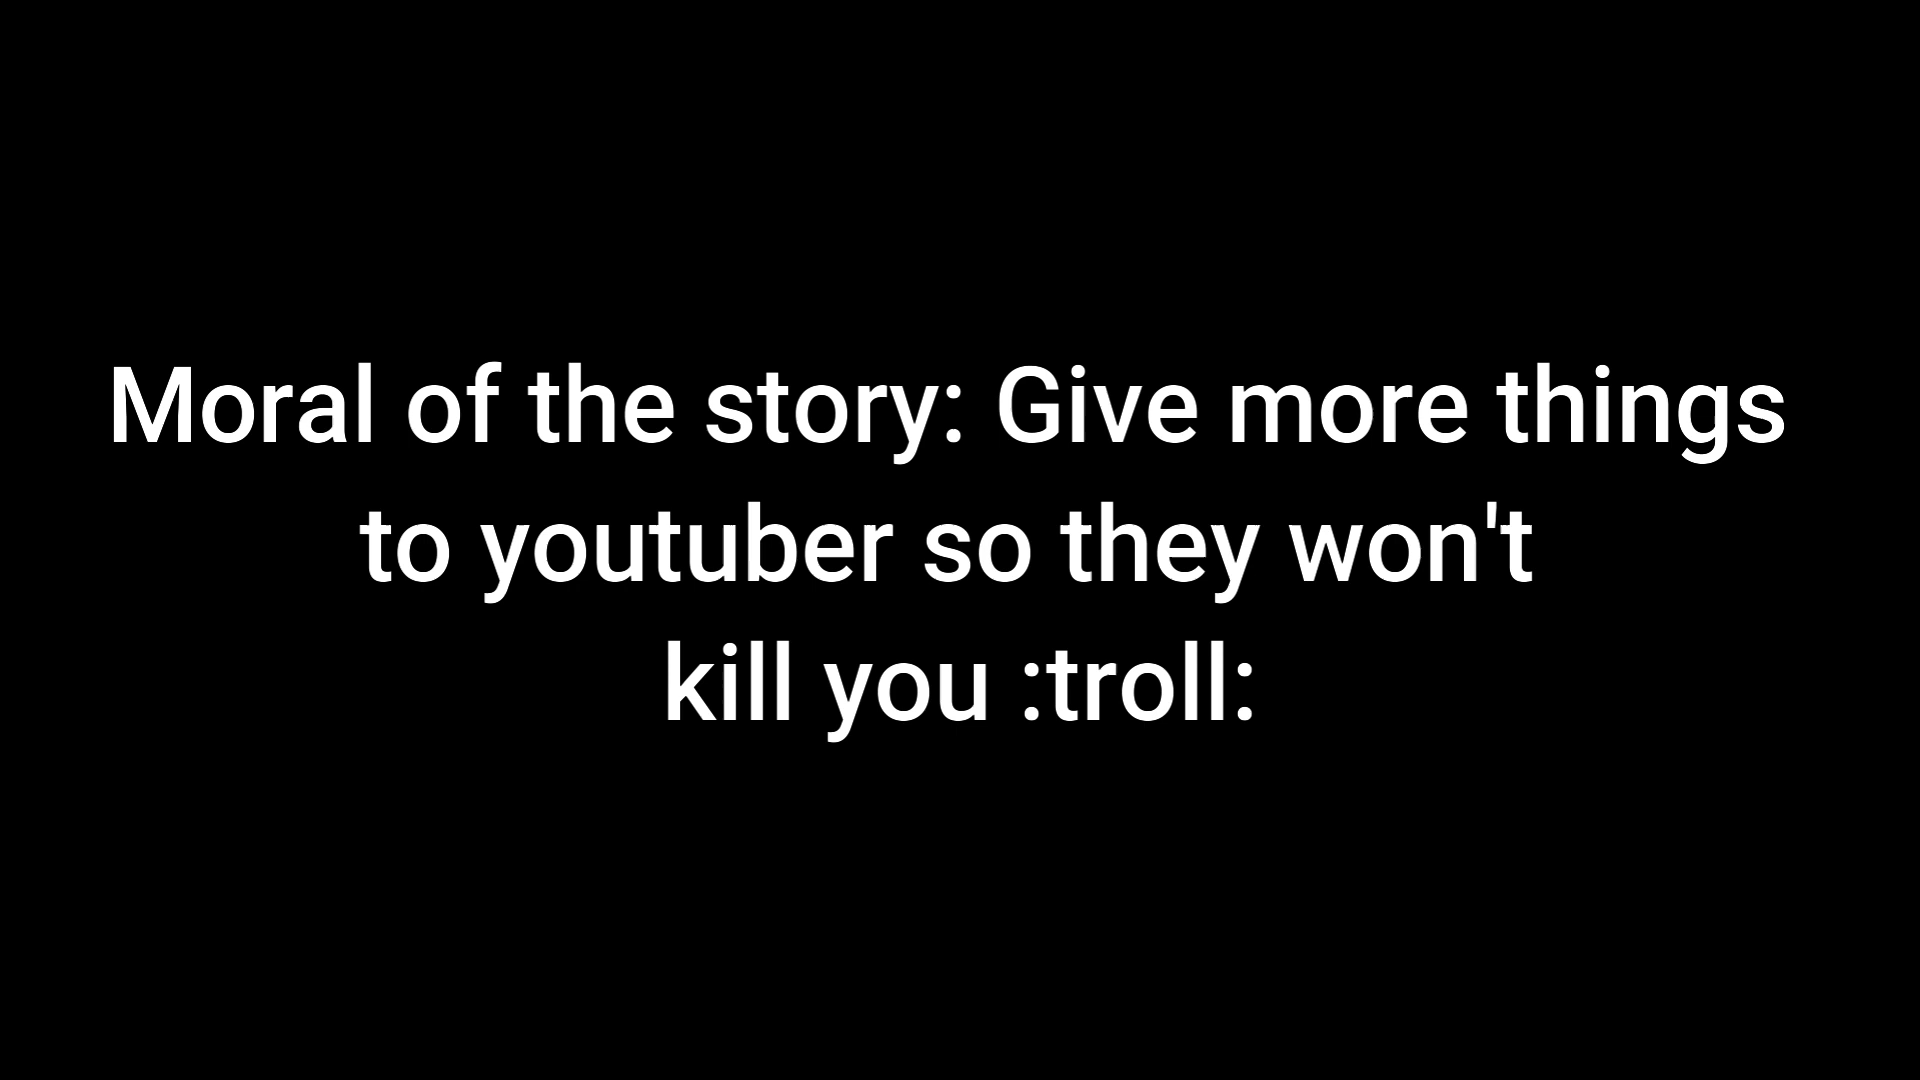 Moral of the story: Give more things
to youtuber so they won't
kill you :troll: